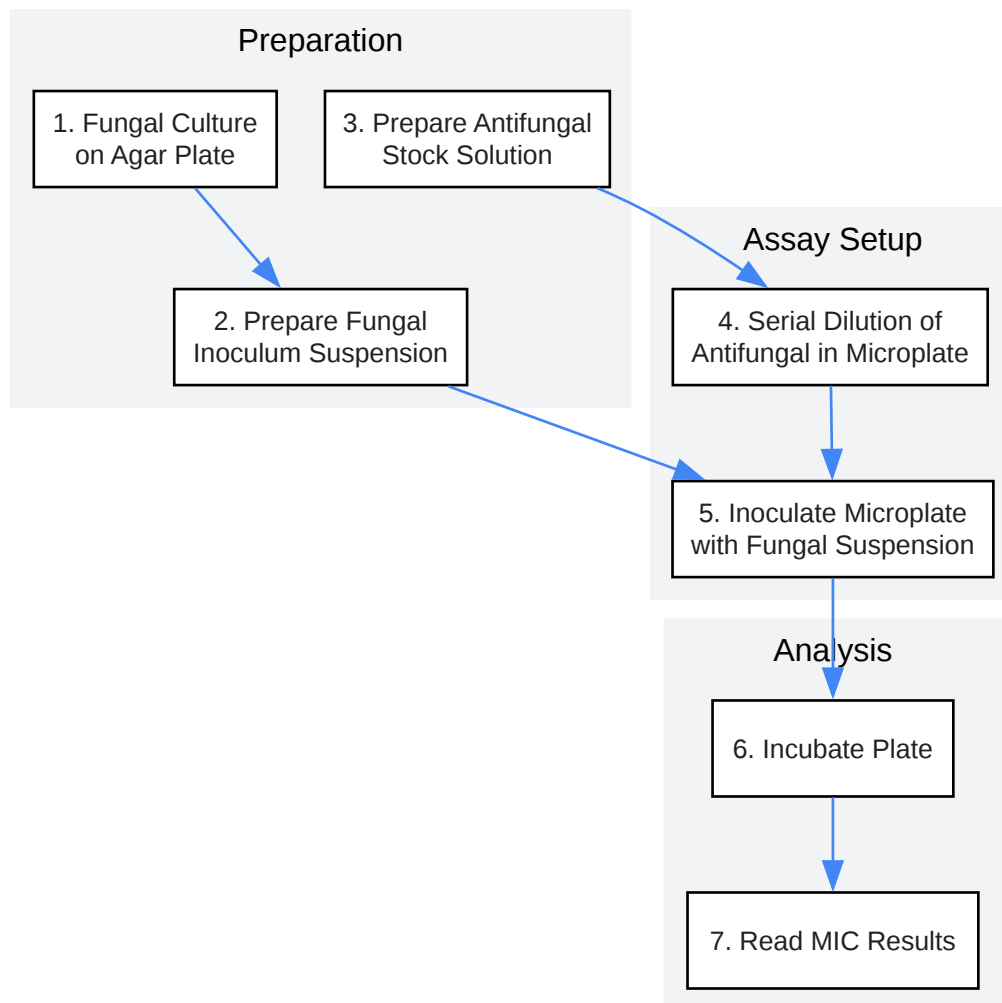 Preparation
1. Fungal Culture
on Agar Plate
3. Prepare Antifungal
Stock Solution
2. Prepare Fungal
Inoculum Suspension
Assay Setup
4. Serial Dilution of
Antifungal in Microplate
5. Inoculate Microplate
with Fungal Suspension
Analysis
6. Incubate Plate
7. Read MIC Results